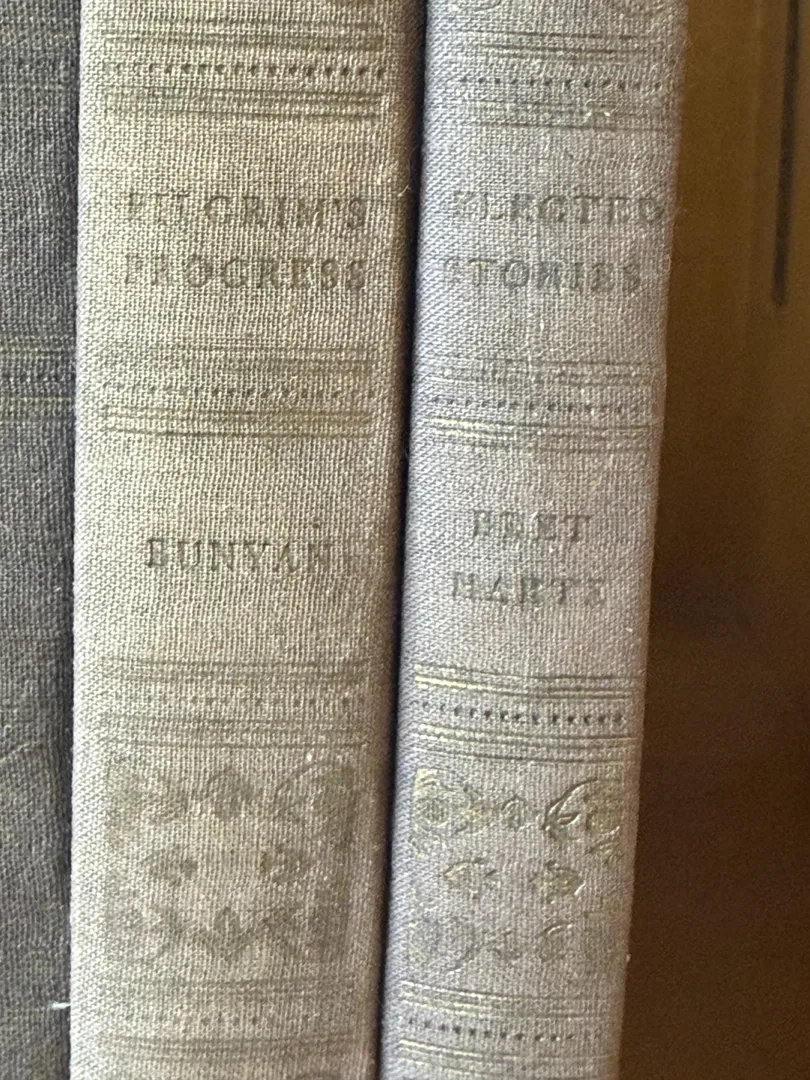 PILGRIM'S
PROGRESS
BUNYAN
SELECTED
STORIES
BRET
HARTE